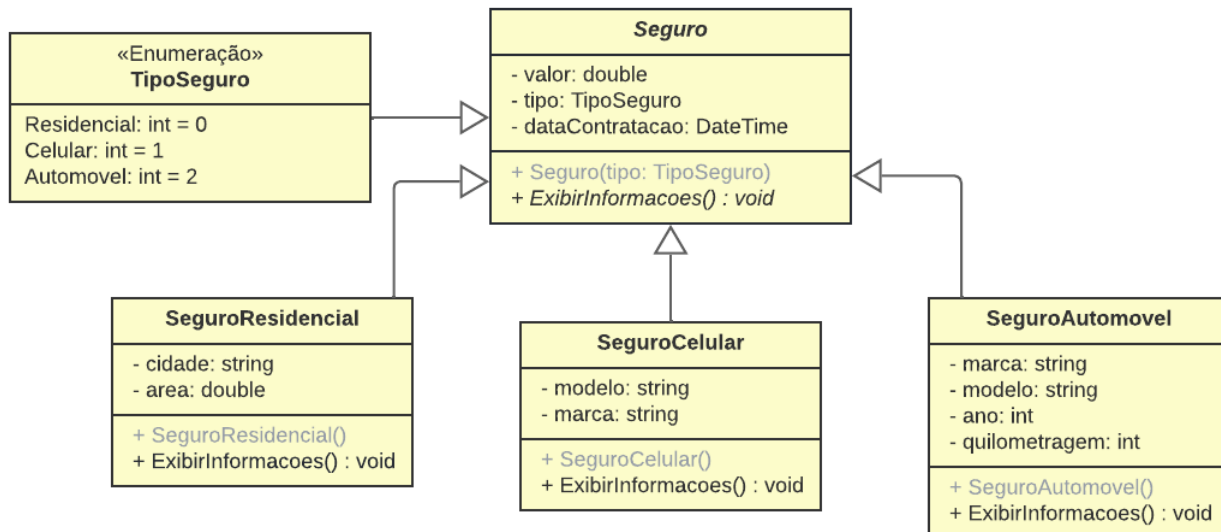 «Enumeração»
TipoSeguro
Residencial: int = 0
Celular: int = 1
Automovel: int = 2
Seguro
- valor: double
- tipo: TipoSeguro
- dataContratacao: DateTime
+ Seguro(tipo: TipoSeguro)
+ ExibirInformacoes() : void
SeguroResidencial
- cidade: string
- area: double
+ SeguroResidencial()
+ ExibirInformacoes() : void
SeguroCelular
- modelo: string
- marca: string
+ SeguroCelular()
+ ExibirInformacoes() : void
SeguroAutomovel
- marca: string
- modelo: string
- ano: int
- quilometragem: int
+ SeguroAutomovel()
+ ExibirInformacoes() : void